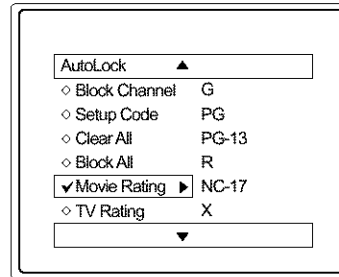 AutoLock
Block Channel G
Setup Code PG
Clear All PG-13
Block All R
Movie Rating NC-17
TV Rating X